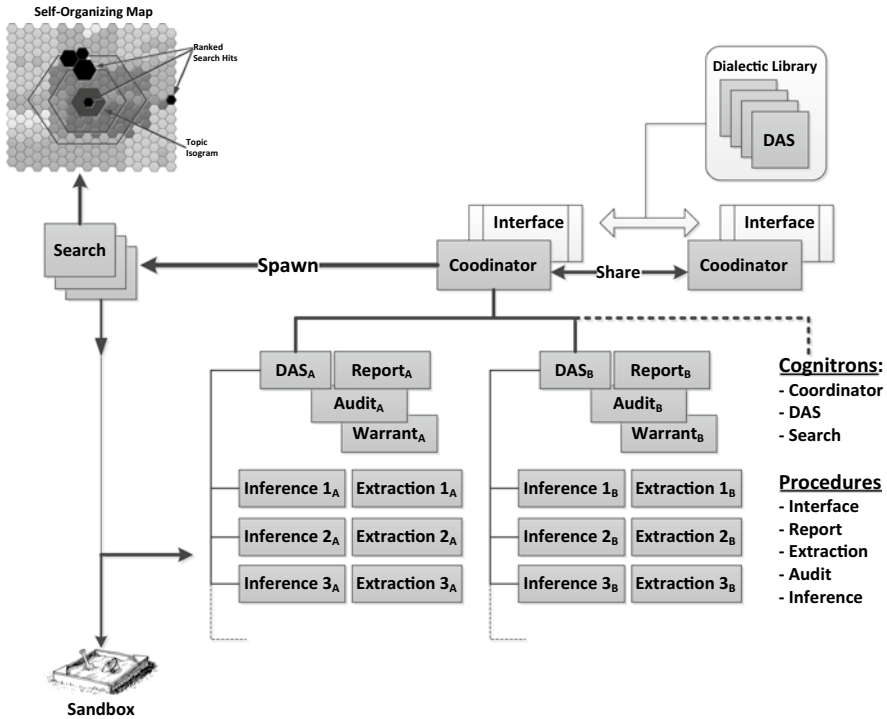 Self-Organizing Map
Ranked
Search Hits
Topic
Isogram
Dialectic Library
DAS
Interface
Interface
Search
Spawn
Coodinator
Share
Coodinator
DASA
ReportA
AuditA
WarrantA
DASB
ReportB
AuditB
WarrantB
Inference 1A
Extraction 1A
Inference 2A
Extraction 2A
Inference 3A
Extraction 3A
Inference 1B
Extraction 1B
Inference 2B
Extraction 2B
Inference 3B
Extraction 3B
Cognitrons:
- Coordinator
- DAS
- Search
Procedures
- Interface
- Report
- Extraction
- Audit
- Inference
Sandbox